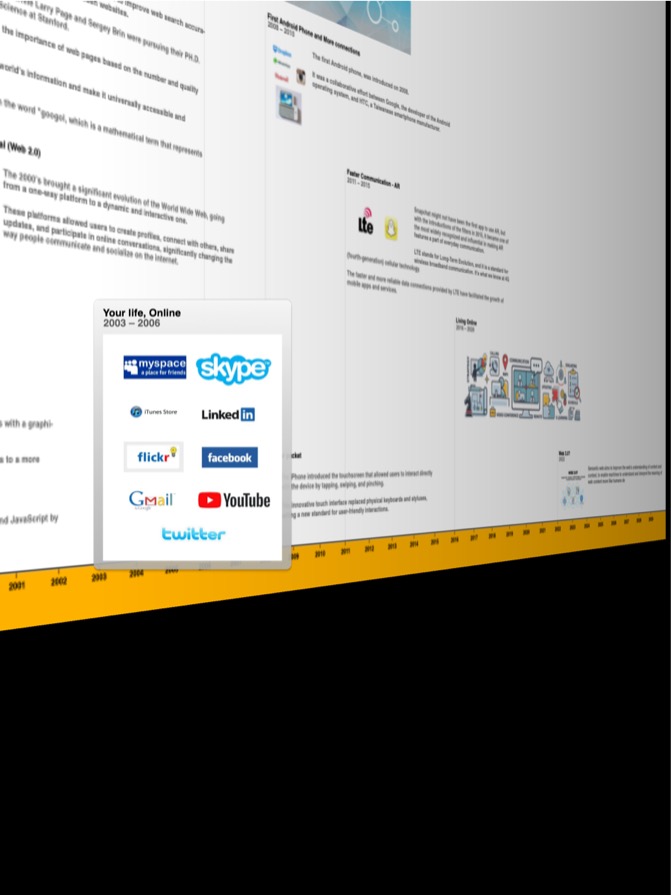 improve web search accura-
websites.
Larry Page and Sergey Brin were pursuing their PH.D.
Science at Stanford.
the importance of web pages based on the number and quality
world's information and make it universally accessible and
the word "googol, which is a mathematical term that represents
al (Web 2.0)
The 2000's brought a significant evolution of the World Wide Web, going
from a one-way platform to a dynamic and interactive one.
These platforms allowed users to create profiles, connect with others, share
updates, and participate in online conversations, significantly changing the
way people communicate and socialize on the internet.
First Android Phone and More connections
2008 – 2010
The first Android phone, was introduced on 2008.
It was a collaborative effort between Google, the developer of the Android
operating system, and HTC, a Taiwanese smartphone manufacturer.
Faster Communication - AR
2011 – 2015
lte
Snapchat might not have been the first app to use AR, but
with the introductions of the filters in 2015, it became one of
the most widely recognized and influential in making AR
features a part of everyday communication.
LTE stands for Long-Term Evolution, and it is a standard for
wireless broadband communication. It's what we know as 4G
(fourth-generation) cellular technology
The faster and more reliable data connections provided by LTE have facilitated the growth of
mobile apps and services.
Living Online
Your life, Online
2003 – 2006
myspace
a place for friends
skype
iTunes Store
Linked in
flickr
facebook
Gmail
YouTube
twitter
s with a graphi-
s to a more
nd JavaScript by
cket
Phone introduced the touchscreen that allowed users to interact directly
the device by tapping, swiping, and pinching.
innovative touch interface replaced physical keyboards and styluses,
g a new standard for user-friendly interactions.
Web 3.0?
2001 2002 2003 2004 2005 2009 2010 2011 2012 2013 2014 2015 2016 2017 2018 2019 2020 2021